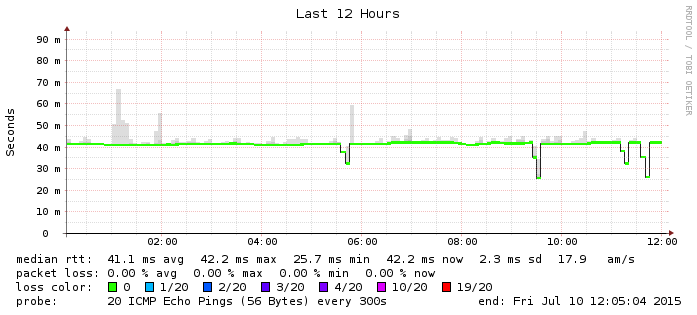 Last 12 Hours
RRDTOOL / TOBI OETIKER
Seconds
90 m
80 m
70 m
60 m
50 m
40 m
30 m
20 m
10 m
0
02:00 04:00 06:00 08:00 10:00 12:00
median rtt: 41.1 ms avg 42.2 ms max 25.7 ms min 42.2 ms now 2.3 ms sd 17.9 am/s
packet loss: 0.00 % avg 0.00 % max 0.00 % min 0.00 % now
loss color: 0 1/20 2/20 3/20 4/20 10/20 19/20
probe: 20 ICMP Echo Pings (56 Bytes) every 300s end: Fri Jul 10 12:05:04 2015